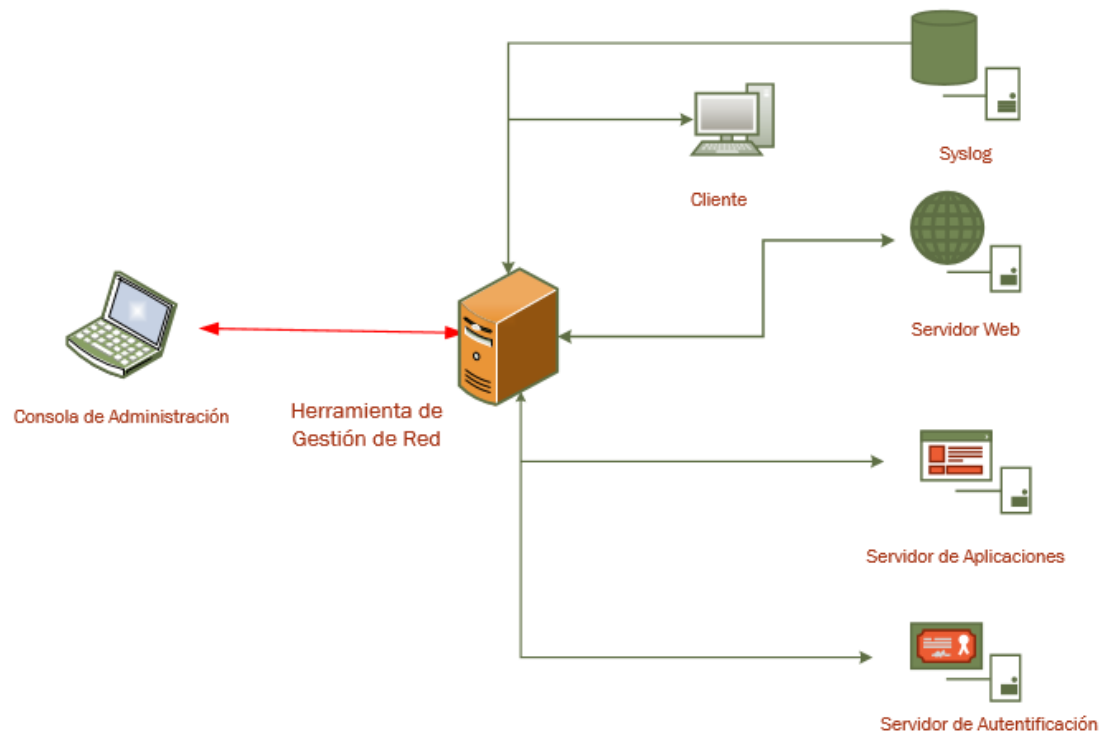 Syslog
Cliente
Servidor Web
Consola de Administración
Herramienta de
Gestión de Red
Servidor de Aplicaciones
Servidor de Autentificación